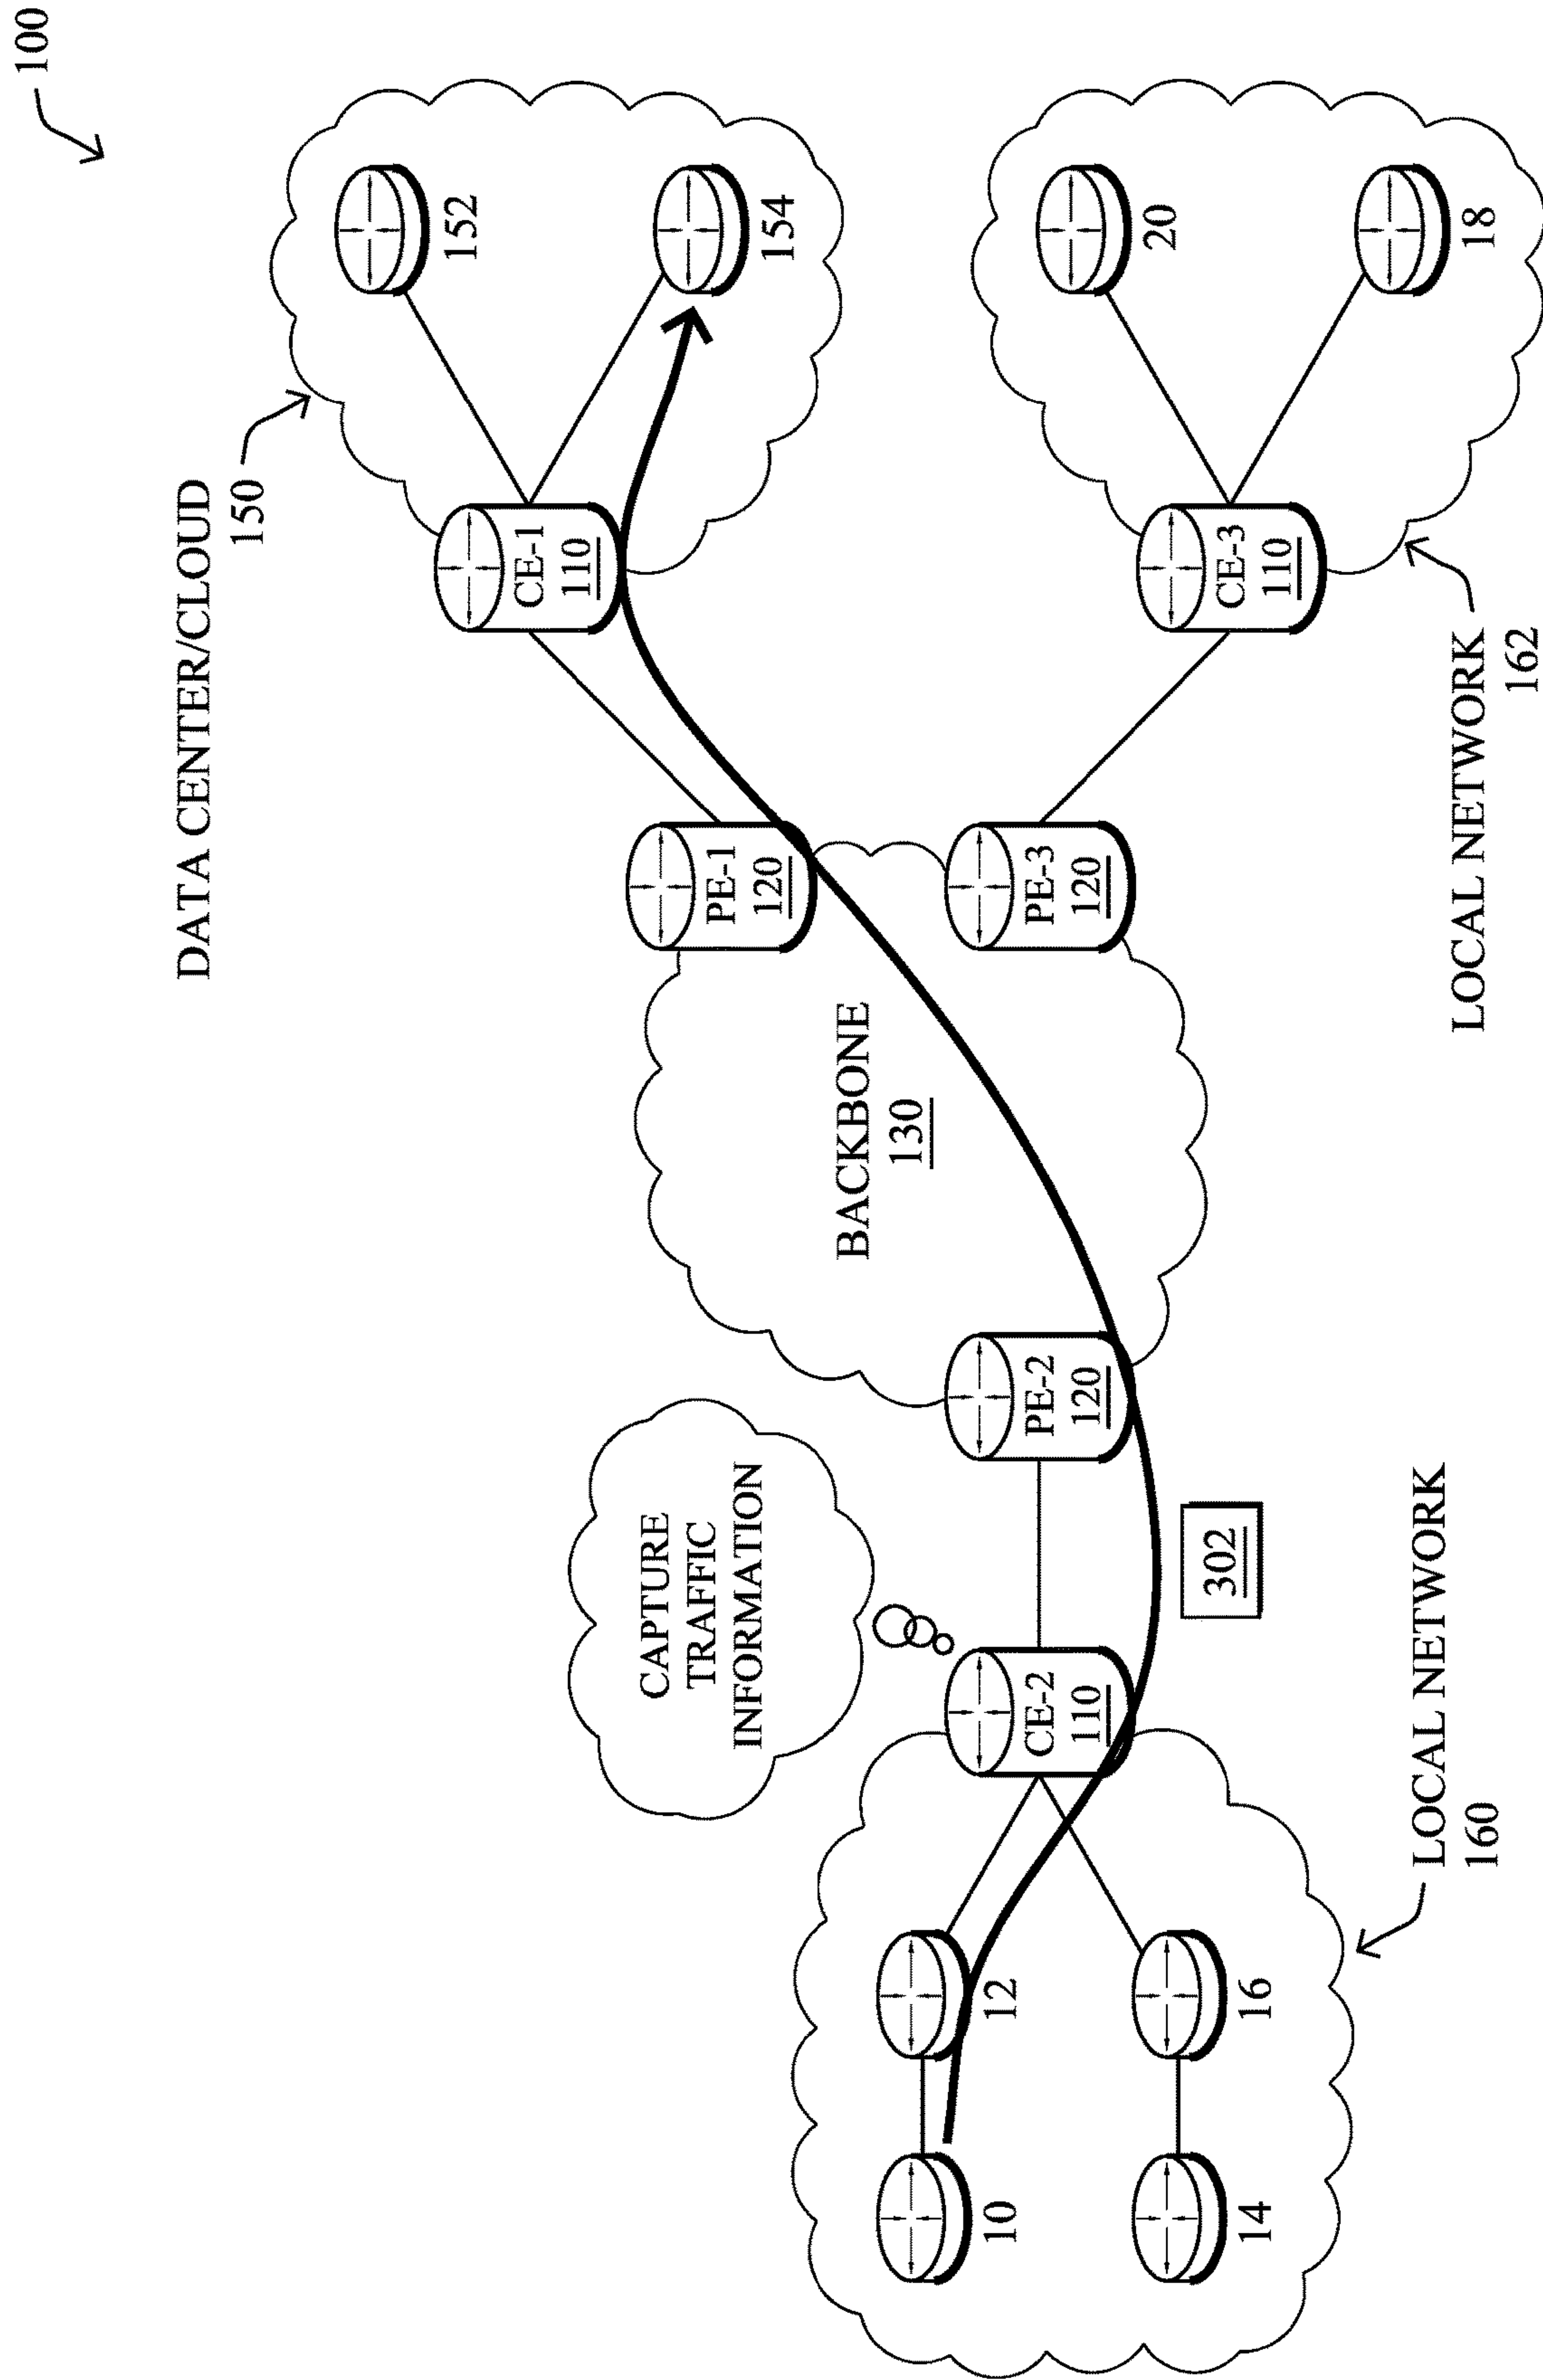 100
DATA CENTER/CLOUD
150
152
154
CE-1
110
PE-1
120
BACKBONE
130
CAPTURE
TRAFFIC
INFORMATION
PE-3
120
PE-2
120
CE-2
110
302
CE-3
110
20
18
LOCAL NETWORK
162
10
12
14
16
LOCAL NETWORK
160